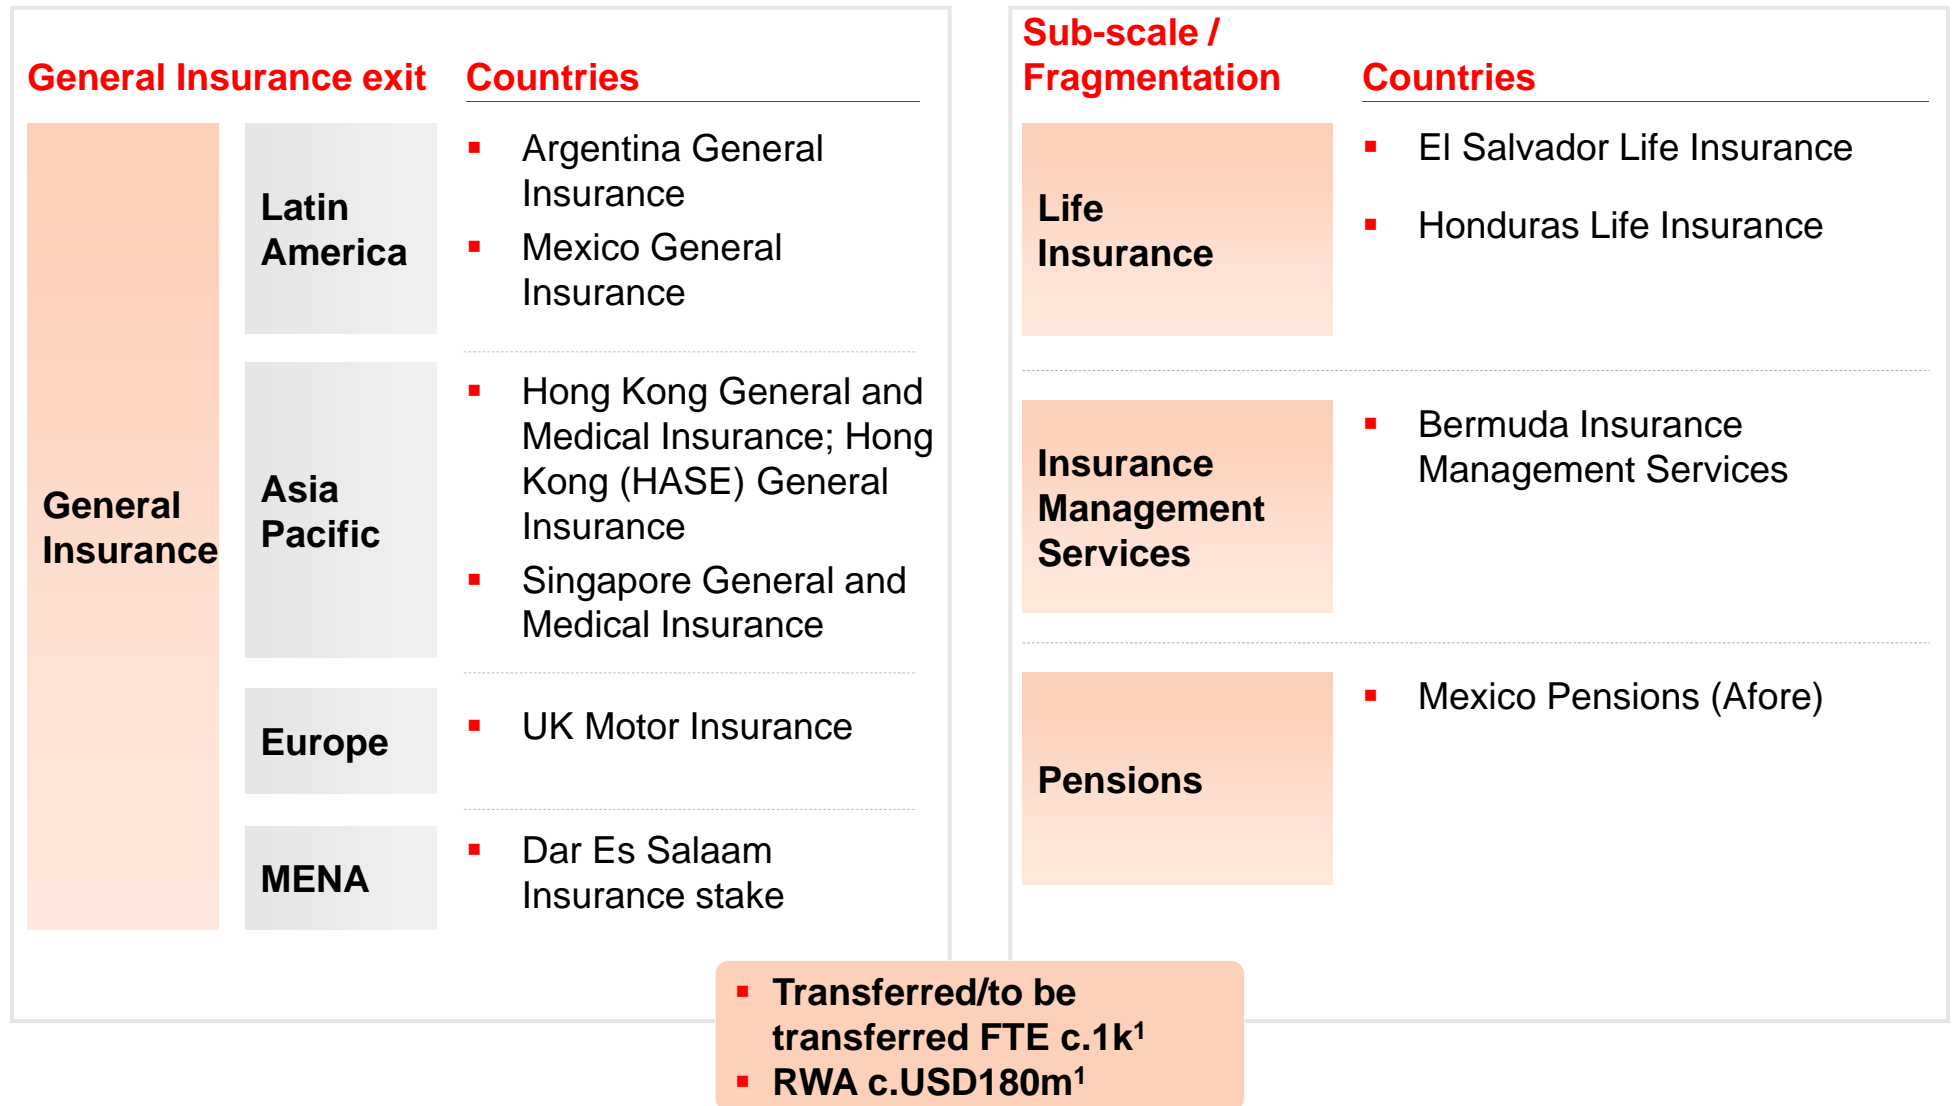 General Insurance exit
Countries
General
Insurance
Latin
America
▪ Argentina General
Insurance
▪ Mexico General
Insurance
Asia
Pacific
▪ Hong Kong General and
Medical Insurance; Hong
Kong (HASE) General
Insurance
▪ Singapore General and
Medical Insurance
Europe
▪ UK Motor Insurance
MENA
▪ Dar Es Salaam
Insurance stake
Sub-scale /
Fragmentation
Countries
Life
Insurance
▪ El Salvador Life Insurance
▪ Honduras Life Insurance
Insurance
Management
Services
▪ Bermuda Insurance
Management Services
Pensions
▪ Mexico Pensions (Afore)
▪ Transferred/to be
transferred FTE c.1k¹
▪ RWA c.USD180m¹